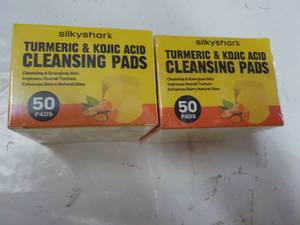 silkyshark
TURMERIC & KOJIC ACID
CLEANSING PADS
Cleansing & Energizes Skin
Improves Overall Texture
Enhances Skin's Natural Glow
50
PADS
silkyshark
TURMERIC & KOJIC ACID
CLEANSING PADS
Cleansing & Energizes Skin
Improves Overall Texture
Enhances Skin's Natural Glow
50
PADS